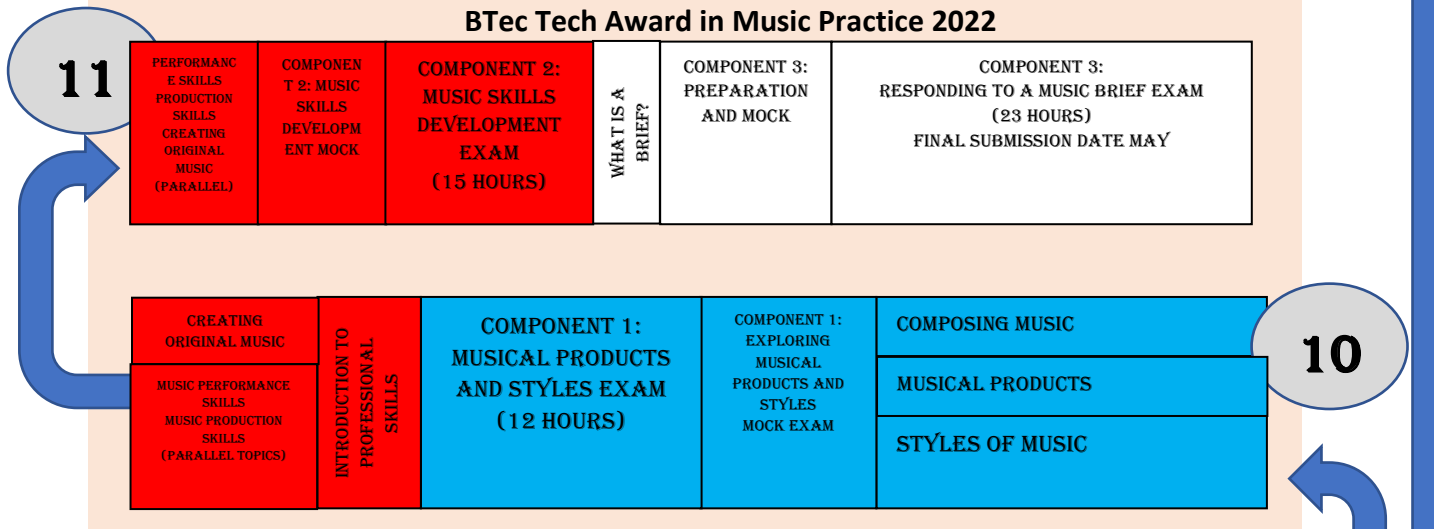 BTec Tech Award in Music Practice 2022
11
PERFORMANC
E SKILLS
PRODUCTION
SKILLS
CREATING
ORIGINAL
MUSIC
(PARALLEL)
COMPONEN
T 2: MUSIC
SKILLS
DEVELOPM
ENT MOCK
COMPONENT 2:
MUSIC SKILLS
DEVELOPMENT
EXAM
(15 HOURS)
WHAT IS A
BRIEF?
COMPONENT 3:
PREPARATION
AND MOCK
COMPONENT 3:
RESPONDING TO A MUSIC BRIEF EXAM
(23 HOURS)
FINAL SUBMISSION DATE MAY
CREATING
ORIGINAL MUSIC
MUSIC PERFORMANCE
SKILLS
MUSIC PRODUCTION
SKILLS
(PARALLEL TOPICS)
INTRODUCTION TO
PROFESSIONAL
SKILLS
COMPONENT 1:
MUSICAL PRODUCTS
AND STYLES EXAM
(12 HOURS)
COMPONENT 1:
EXPLORING
MUSICAL
PRODUCTS AND
STYLES
MOCK EXAM
COMPOSING MUSIC
MUSICAL PRODUCTS
STYLES OF MUSIC
10